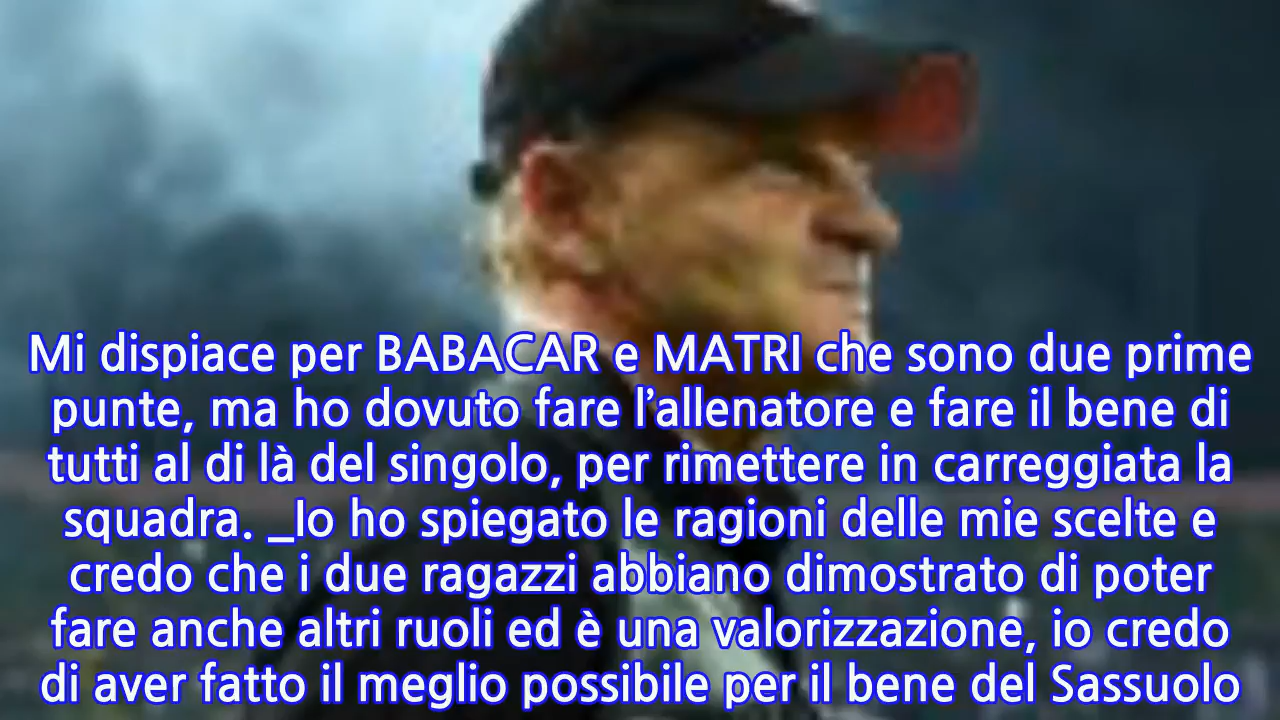 Mi dispiace per BABACAR e MATRI che sono due prime
punte, ma ho dovuto fare l’allenatore e fare il bene di
tutti al di là del singolo, per rimettere in carreggiata la
squadra. _Io ho spiegato le ragioni delle mie scelte e
credo che i due ragazzi abbiano dimostrato di poter
fare anche altri ruoli ed è una valorizzazione, io credo
di aver fatto il meglio possibile per il bene del Sassuolo